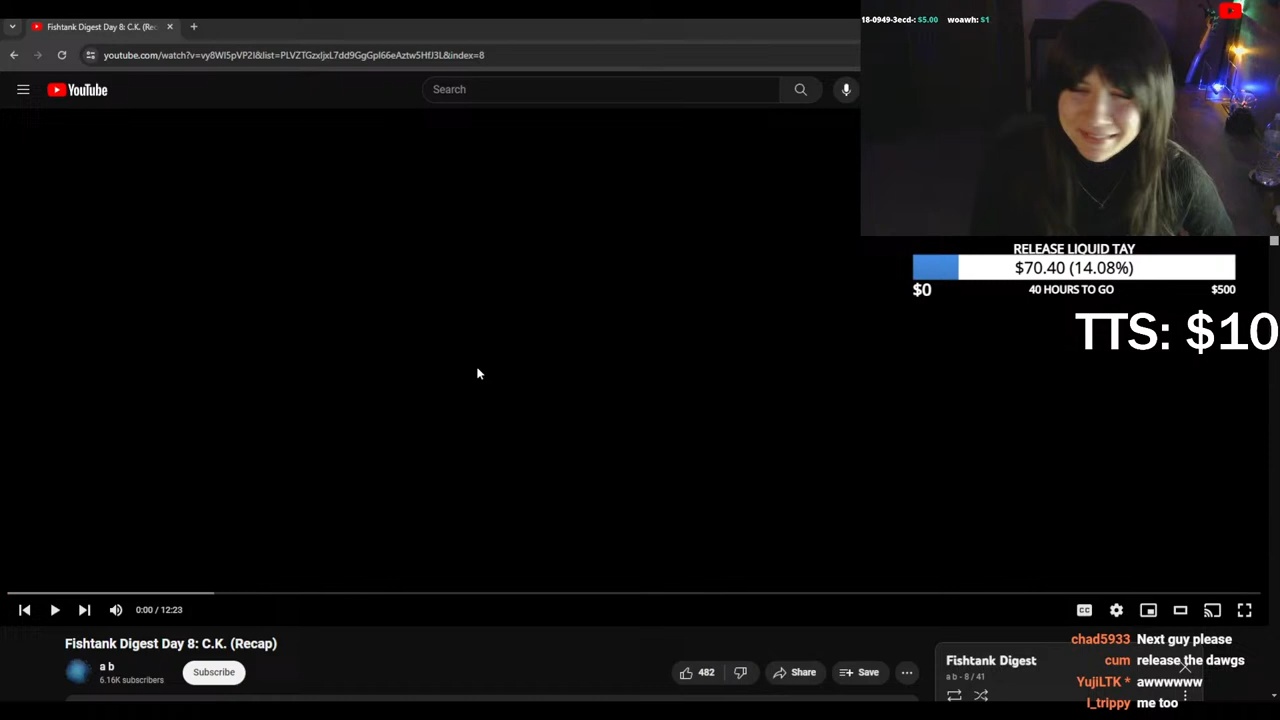 Fishtank Digest Day 8: C.K. (Rec
youtube.com/watch?v=vy8WI5pVP2I&list=PLVZTGzxIjxL7dd9GgGpI66eAztw5HfJ3L&index=8
YouTube
Search
18-0949-3ecd-: $5.00 woawh: $1
RELEASE LIQUID TAY
$70.40 (14.08%)
$0 40 HOURS TO GO $500
TTS: $10
0:00 / 12:23
Fishtank Digest Day 8: C.K. (Recap)
a b
6.16K subscribers
Subscribe
482
Share
Save
Fishtank Digest
a b - 8 / 41
chad5933 Next guy please
cum release the dawgs
YujiLTK * awwwwww
l_trippy me too